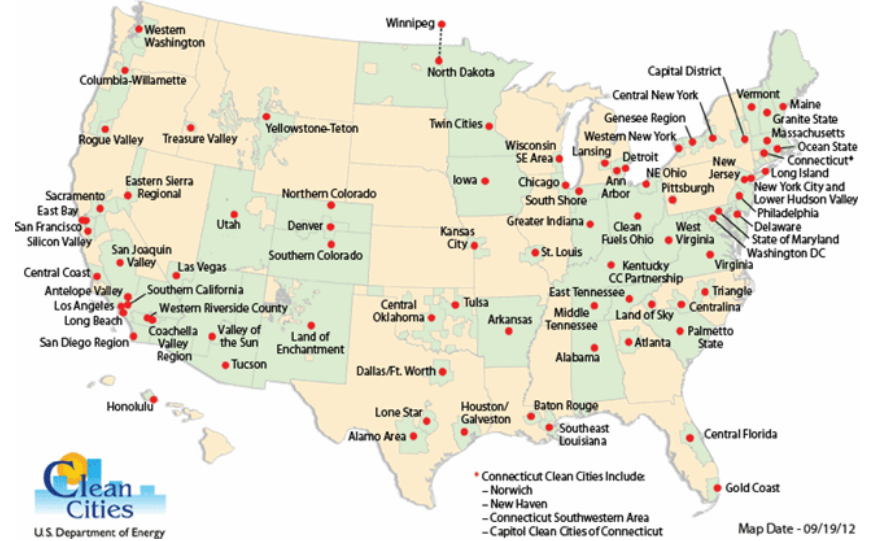 Winnipeg
Western
Washington
North Dakota
Columbia-Willamette
Capital District
Central New York
Vermont
Maine
Genesee Region
Granite State
Rogue Valley
Treasure Valley
Yellowstone-Teton
Twin Cities
Western New York
Massachusetts
Wisconsin
SE Area
Lansing
Detroit
Ocean State
Connecticut*
Eastern Sierra
Regional
Northern Colorado
Iowa
Chicago
Ann
Arbor
NE Ohio
Pittsburgh
New
Jersey
Long Island
New York City and
Lower Hudson Valley
Sacramento
East Bay
San Francisco
Silicon Valley
Utah
Denver
Southern Colorado
South Shore
Greater Indiana
Clean
Fuels Ohio
West
Virginia
Philadelphia
Delaware
State of Maryland
Washington DC
Kansas
City
St. Louis
San Joaquin
Valley
Las Vegas
Kentucky
CC Partnership
Virginia
Central Coast
Antelope Valley
Southern California
Los Angeles
Western Riverside County
Long Beach
Central
Oklahoma
Tulsa
East Tennessee
Middle
Tennessee
Land of Sky
Triangle
Centralina
San Diego Region
Coachella
Valley
Region
Valley of
the Sun
Land of
Enchantment
Arkansas
Palmetto
State
Alabama
Atlanta
Tucson
Dallas/Ft. Worth
Honolulu
Lone Star
Alamo Area
Houston/
Galveston
Baton Rouge
Southeast
Louisiana
Central Florida
Gold Coast
Clean
Cities
U.S. Department of Energy
* Connecticut Clean Cities Include:
– Norwich
– New Haven
– Connecticut Southwestern Area
– Capitol Clean Cities of Connecticut
Map Date - 09/19/12